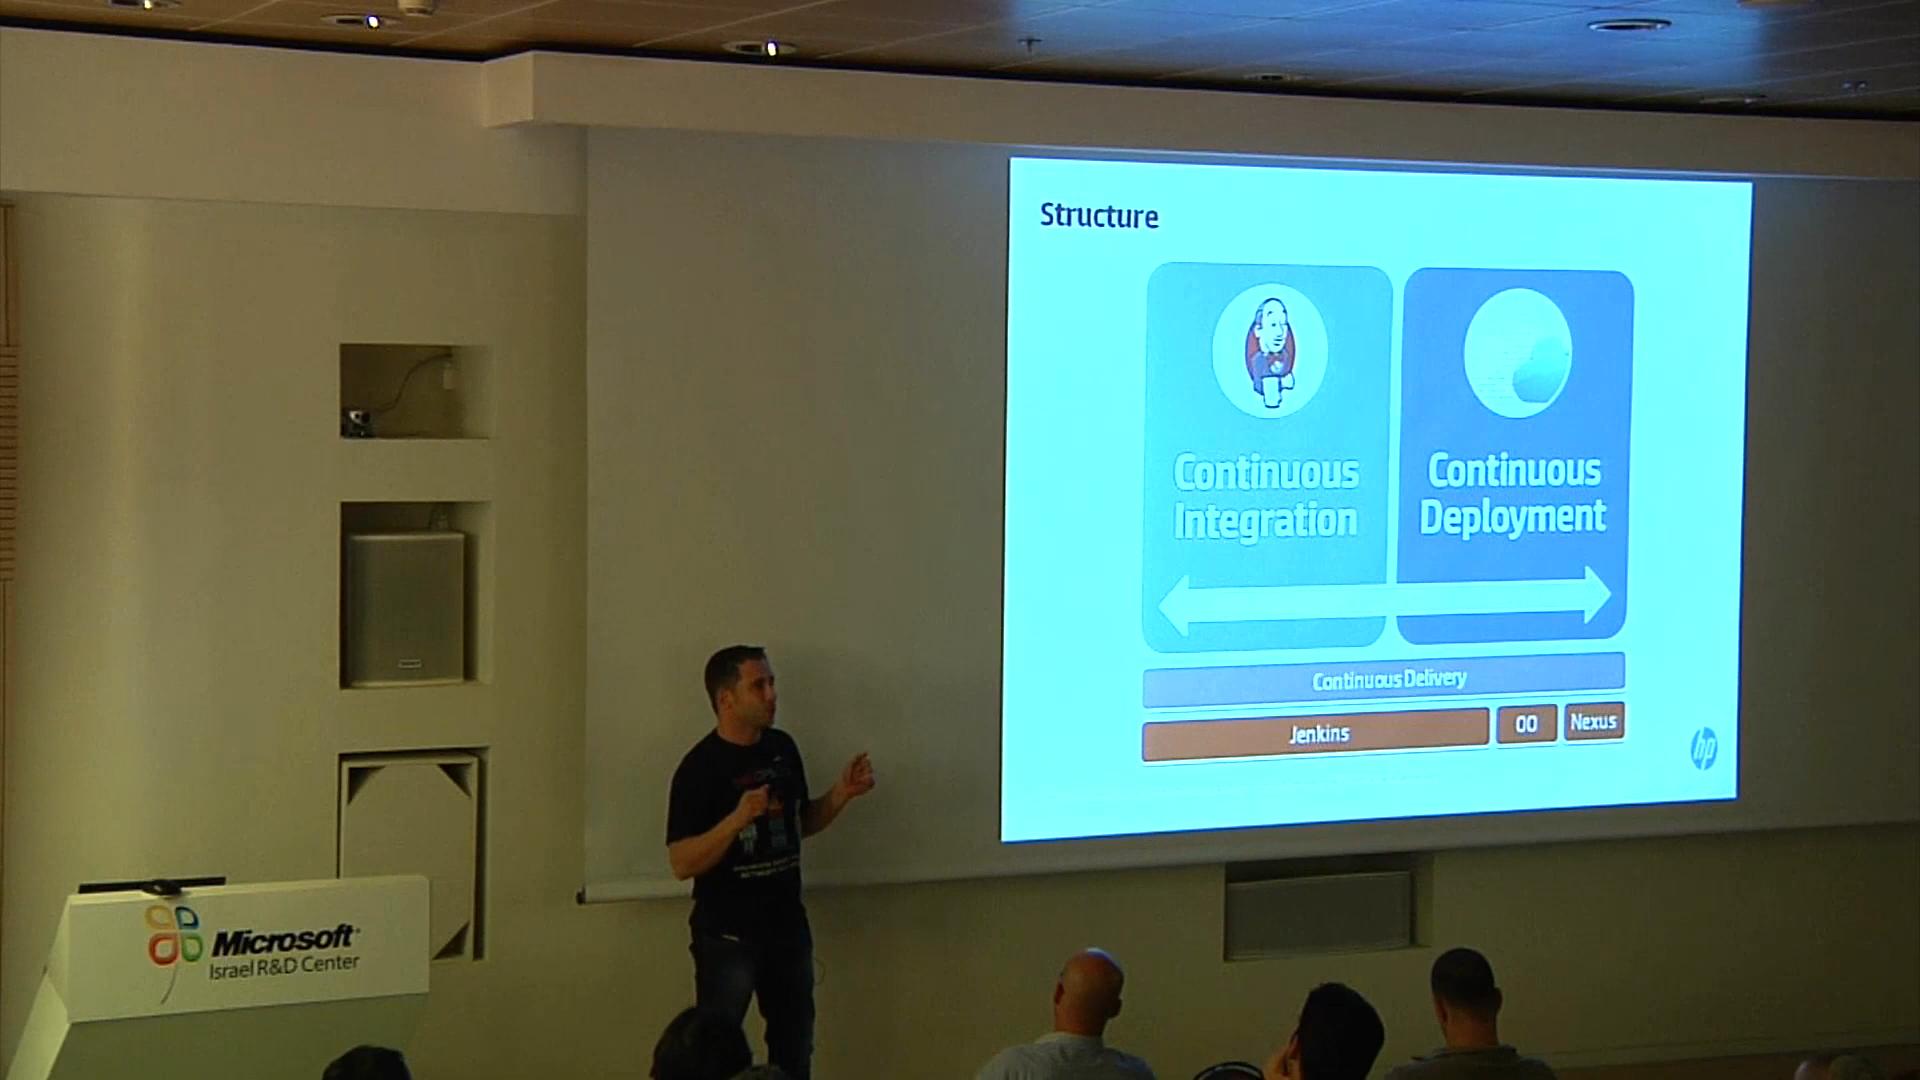 Structure
Continuous
Integration
Continuous
Deployment
Continuous Delivery
Jenkins
OO
Nexus
hp
Microsoft
Israel R&D Center